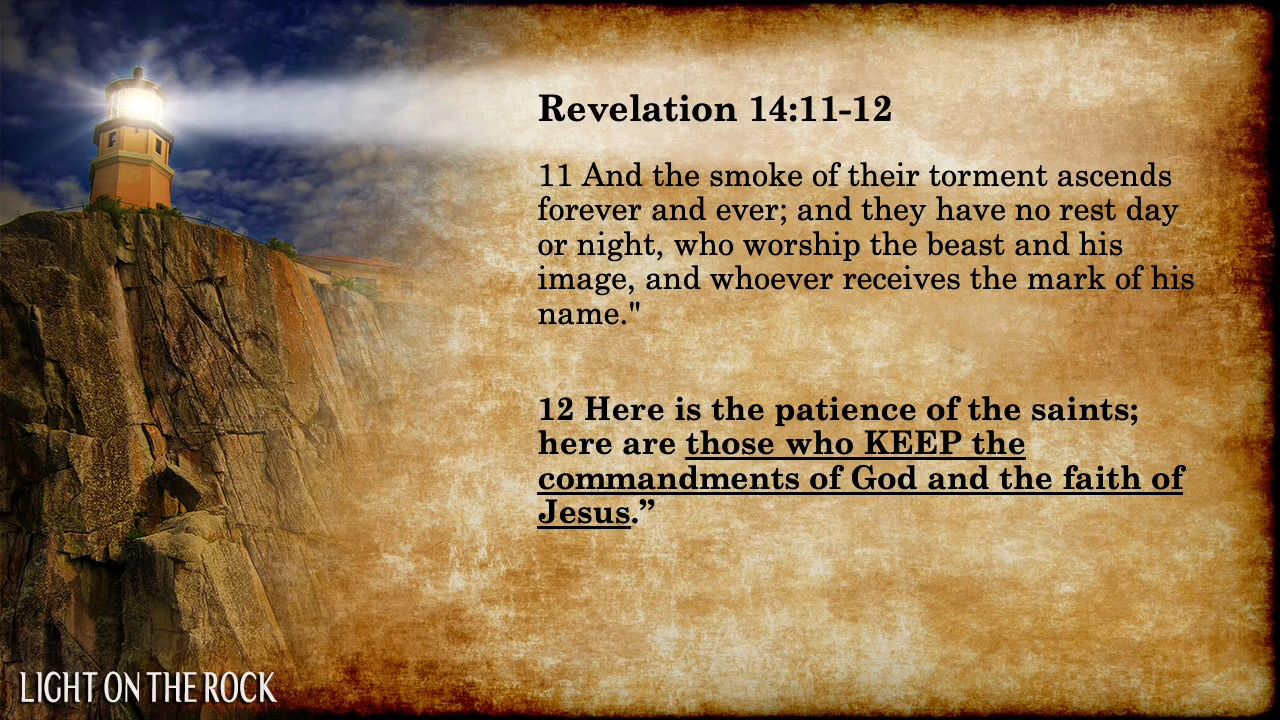 Revelation 14:11-12
11 And the smoke of their torment ascends
forever and ever; and they have no rest day
or night, who worship the beast and his
image, and whoever receives the mark of his
name."
12 Here is the patience of the saints;
here are those who KEEP the
commandments of God and the faith of
Jesus.”
LIGHT ON THE ROCK